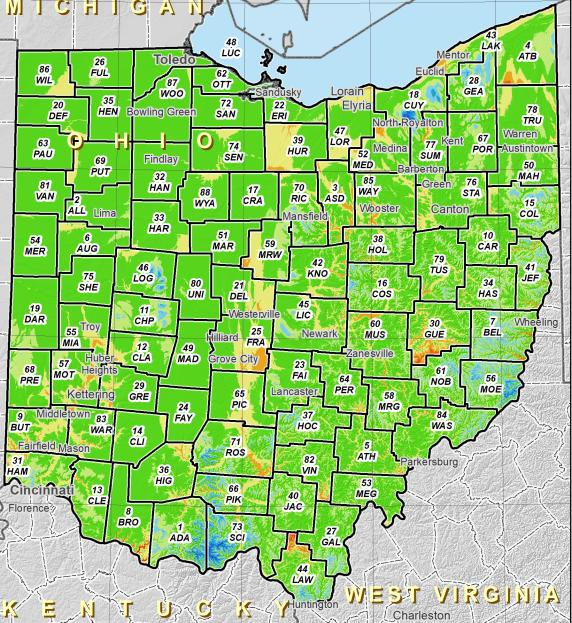 MICHIGAN
48
LUC
Toledo
43
LAK
4
ATB
Mentor
86
WIL
26
FUL
87
WOO
62
OTT
Sandusky
Euclid
28
GEA
20
DEF
35
HEN
Bowling Green
72
SAN
22
ERI
Lorain
Elyria
18
CUY
78
TRU
OHIO
63
PAU
69
PUT
Findlay
74
SEN
39
HUR
47
LOR
North Royalton
52
MED
Medina
77
SUM
Kent
67
POR
Warren
Austintown
50
MAH
81
VAN
2
ALL
Lima
32
HAN
88
WYA
17
CRA
70
RIC
Mansfield
3
ASD
85
WAY
Wooster
Barberton
Green
76
STA
Canton
15
COL
33
HAR
54
MER
6
AUG
51
MAR
59
MRW
42
KNO
38
HOL
79
TUS
10
CAR
41
JEF
75
SHE
46
LOG
80
UNI
21
DEL
16
COS
34
HAS
19
DAR
55
MIA
Troy
11
CHP
Westerville
45
LIC
Newark
60
MUS
Zanesville
30
GUE
7
BEL
Wheeling
68
PRE
57
MOT
Huber
Heights
12
CLA
49
MAD
Hilliard
25
FRA
Grove City
23
FAI
Lancaster
64
PER
61
NOB
56
MOE
Kettering
29
GRE
24
FAY
65
PIC
37
HOC
58
MRG
84
WAS
9
BUT
Middletown
83
WAR
14
CLI
Fairfield
Mason
71
ROS
5
ATH
Parkersburg
31
HAM
Cincinnati
Florence
13
CLE
36
HIG
66
PIK
82
VIN
53
MEG
8
BRO
1
ADA
73
SCI
40
JAC
27
GAL
44
LAW
KENTUCKY
Huntington
WEST VIRGINIA
Charleston